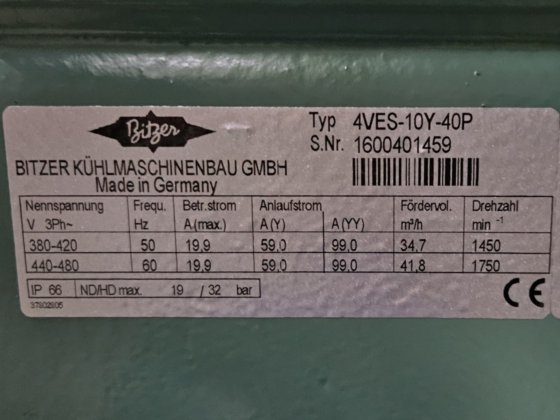 Bitzer
Typ 4VES-10Y-40P
S.Nr. 1600401459
BITZER KÜHLMASCHINENBAU GMBH
Made in Germany
Nennspannung Frequ. Betr.strom Anlaufstrom Fördervol. Drehzahl
V 3Ph~ Hz A (max.) A (Y) A (YY) m³/h min -1
380-420 50 19,9 59,0 99,0 34,7 1450
440-480 60 19,9 59,0 99,0 41,8 1750
IP 66 ND/HD max. 19 / 32 bar
CE
37802805